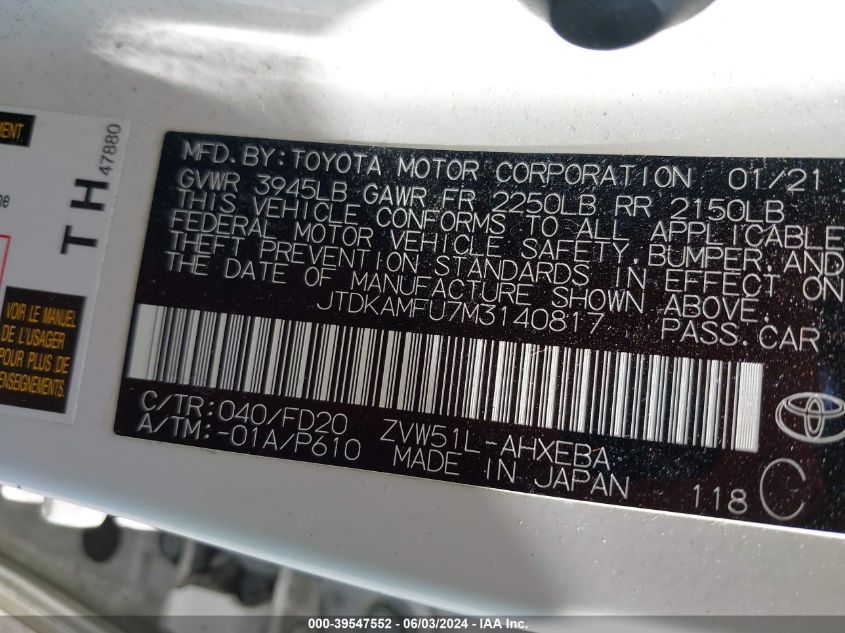 MFD. BY: TOYOTA MOTOR CORPORATION 01/21
GVWR 3945LB GAWR FR 2250LB RR 2150LB
THIS VEHICLE CONFORMS TO ALL APPLICABLE
FEDERAL MOTOR VEHICLE SAFETY, BUMPER, AND
THEFT PREVENTION STANDARDS IN EFFECT ON
THE DATE OF MANUFACTURE SHOWN ABOVE.
JTDKAMFU7M3140817 PASS. CAR
C/TR: 040/FD20 ZVW51L-AHXEBA
A/TM: -01A/P610 MADE IN JAPAN
118 C
TH
47880
MENT
ne
VOIR LE MANUEL
DE L'USAGER
POUR PLUS DE
RENSEIGNEMENTS.
000-39547552 - 06/03/2024 - IAA, Inc.